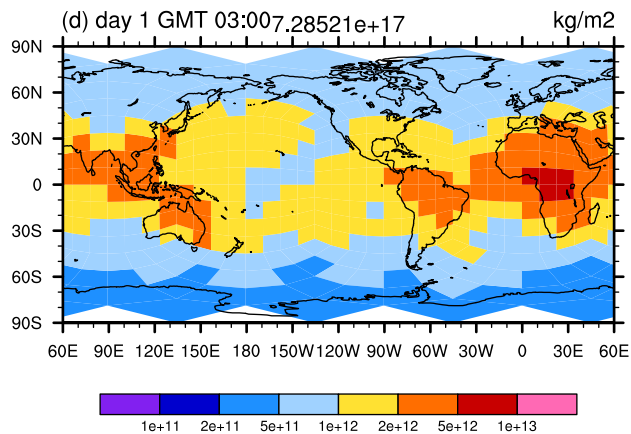 (d) day 1 GMT 03:00 7.28521e+17 kg/m2
90N
60N
30N
0
30S
60S
90S
60E 90E 120E 150E 180 150W 120W 90W 60W 30W 0 30E 60E
1e+11 2e+11 5e+11 1e+12 2e+12 5e+12 1e+13